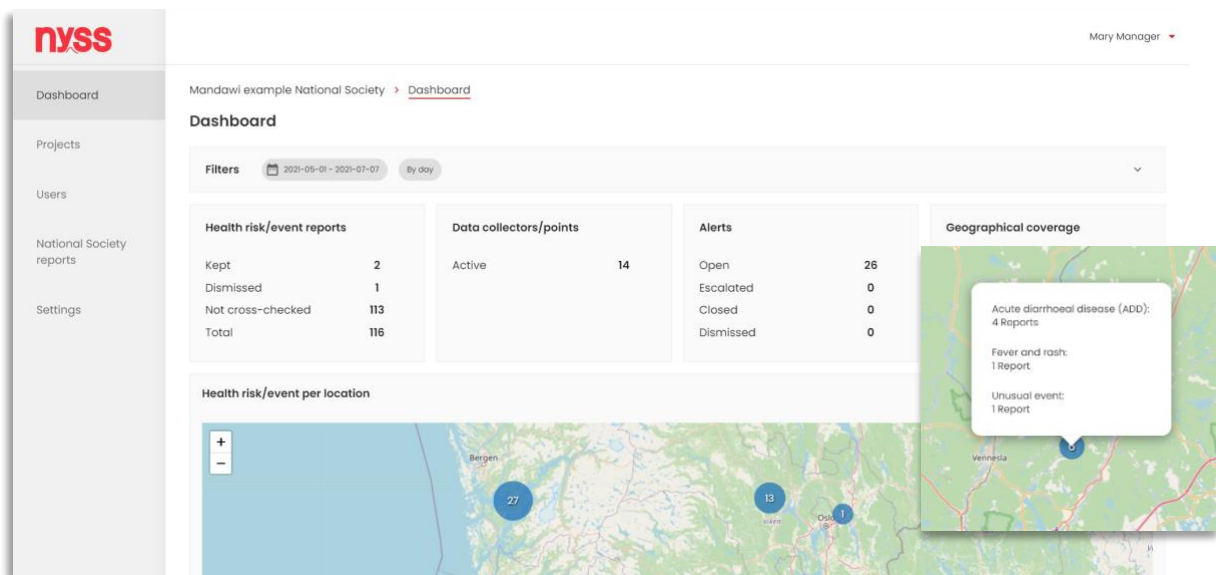 nyss
Mary Manager
Dashboard
Projects
Users
National Society
reports
Settings
Mandawi example National Society > Dashboard
Dashboard
Filters 2021-05-01 - 2021-07-07 By day
Health risk/event reports
Kept 2
Dismissed 1
Not cross-checked 113
Total 116
Data collectors/points
Active 14
Alerts
Open 26
Escalated 0
Closed 0
Dismissed 0
Geographical coverage
Acute diarrhoeal disease (ADD):
4 Reports
Fever and rash:
1 Report
Unusual event:
1 Report
Vennesla
Health risk/event per location
+
−
Bergen
27
13
1